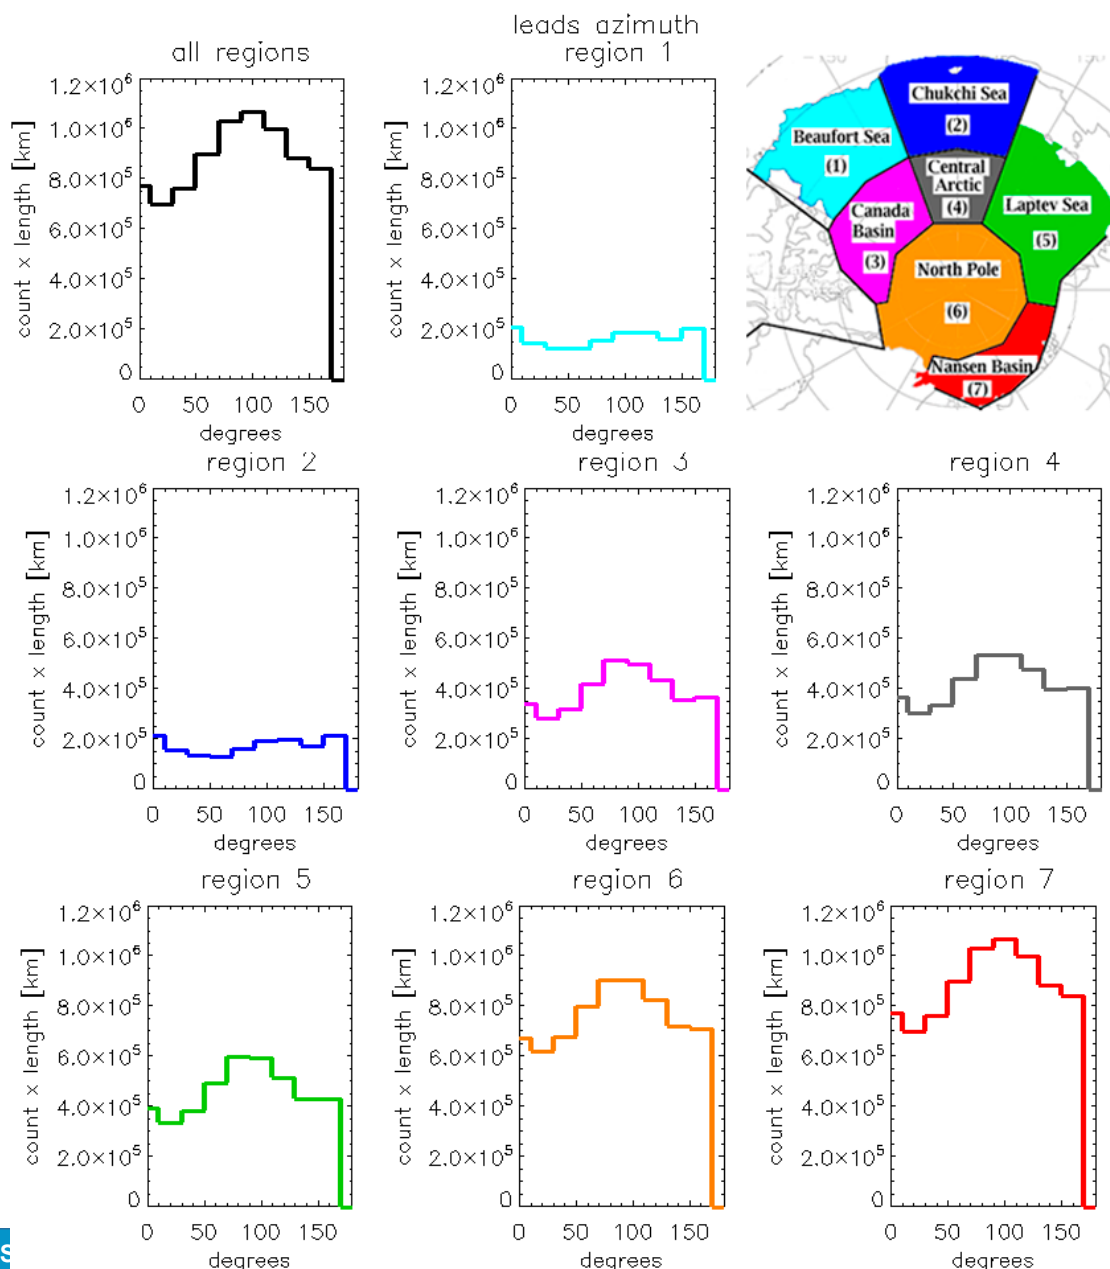 leads azimuth
all regions
region 1
1.2×10⁶
1.0×10⁶
8.0×10⁵
6.0×10⁵
4.0×10⁵
2.0×10⁵
0
count x length [km]
0 50 100 150
degrees
1.2×10⁶
1.0×10⁶
8.0×10⁵
6.0×10⁵
4.0×10⁵
2.0×10⁵
0
count x length [km]
0 50 100 150
degrees
Chukchi Sea
(2)
Beaufort Sea
(1)
Central
Arctic
(4)
Canada
Basin
(3)
Laptev Sea
(5)
North Pole
(6)
Nansen Basin
(7)
region 2
1.2×10⁶
1.0×10⁶
8.0×10⁵
6.0×10⁵
4.0×10⁵
2.0×10⁵
0
count x length [km]
0 50 100 150
degrees
region 3
1.2×10⁶
1.0×10⁶
8.0×10⁵
6.0×10⁵
4.0×10⁵
2.0×10⁵
0
count x length [km]
0 50 100 150
degrees
region 4
1.2×10⁶
1.0×10⁶
8.0×10⁵
6.0×10⁵
4.0×10⁵
2.0×10⁵
0
count x length [km]
0 50 100 150
degrees
region 5
1.2×10⁶
1.0×10⁶
8.0×10⁵
6.0×10⁵
4.0×10⁵
2.0×10⁵
0
count x length [km]
0 50 100 150
degrees
region 6
1.2×10⁶
1.0×10⁶
8.0×10⁵
6.0×10⁵
4.0×10⁵
2.0×10⁵
0
count x length [km]
0 50 100 150
degrees
region 7
1.2×10⁶
1.0×10⁶
8.0×10⁵
6.0×10⁵
4.0×10⁵
2.0×10⁵
0
count x length [km]
0 50 100 150
degrees
s